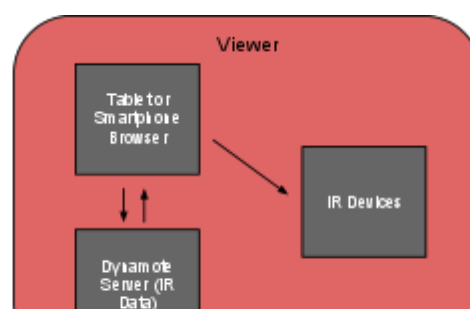 Viewer
Tablet or
Smartphone
Browser
IR Devices
Dynamote
Server (IR
Data)